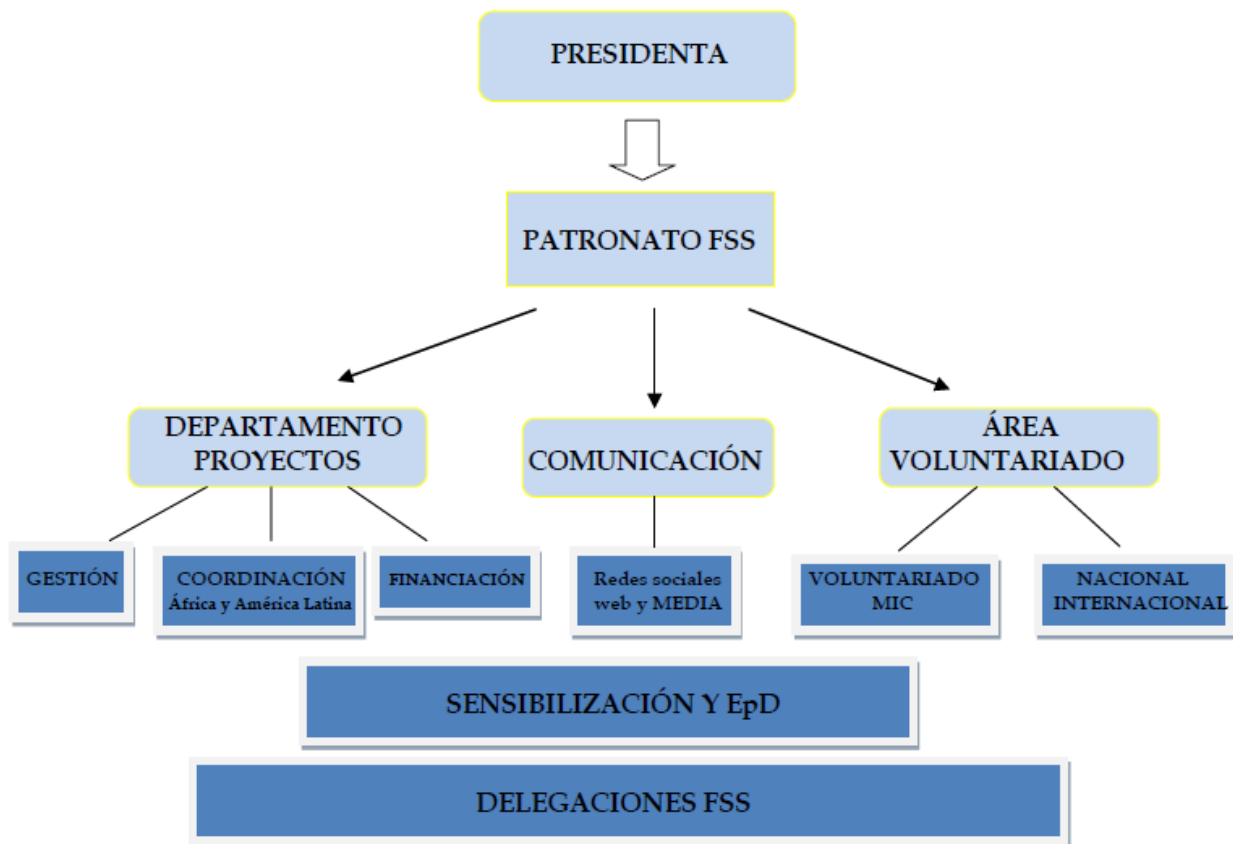 PRESIDENTA
PATRONATO FSS
DEPARTAMENTO
PROYECTOS
COMUNICACIÓN
ÁREA
VOLUNTARIADO
GESTIÓN
COORDINACIÓN
África y América Latina
FINANCIACIÓN
Redes sociales
web y MEDIA
VOLUNTARIADO
MIC
NACIONAL
INTERNACIONAL
SENSIBILIZACIÓN Y EpD
DELEGACIONES FSS